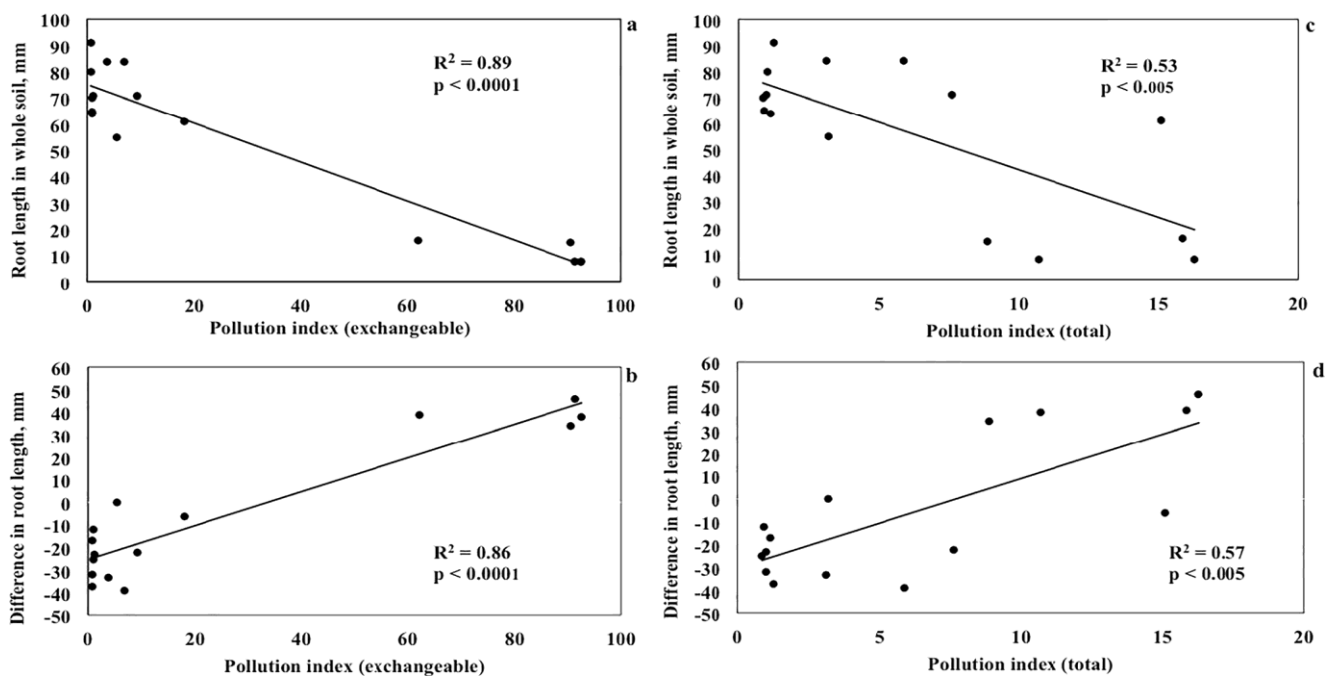 a
Root length in whole soil, mm
100
90
80
70
60
50
40
30
20
10
0
R² = 0.89
p < 0.0001
0 20 40 60 80 100
Pollution index (exchangeable)
c
Root length in whole soil, mm
100
90
80
70
60
50
40
30
20
10
0
R² = 0.53
p < 0.005
0 5 10 15 20
Pollution index (total)
b
Difference in root length, mm
60
50
40
30
20
10
0
-10
-20
-30
-40
-50
R² = 0.86
p < 0.0001
0 20 40 60 80 100
Pollution index (exchangeable)
d
Difference in root length, mm
60
50
40
30
20
10
0
-10
-20
-30
-40
-50
R² = 0.57
p < 0.005
0 5 10 15 20
Pollution index (total)